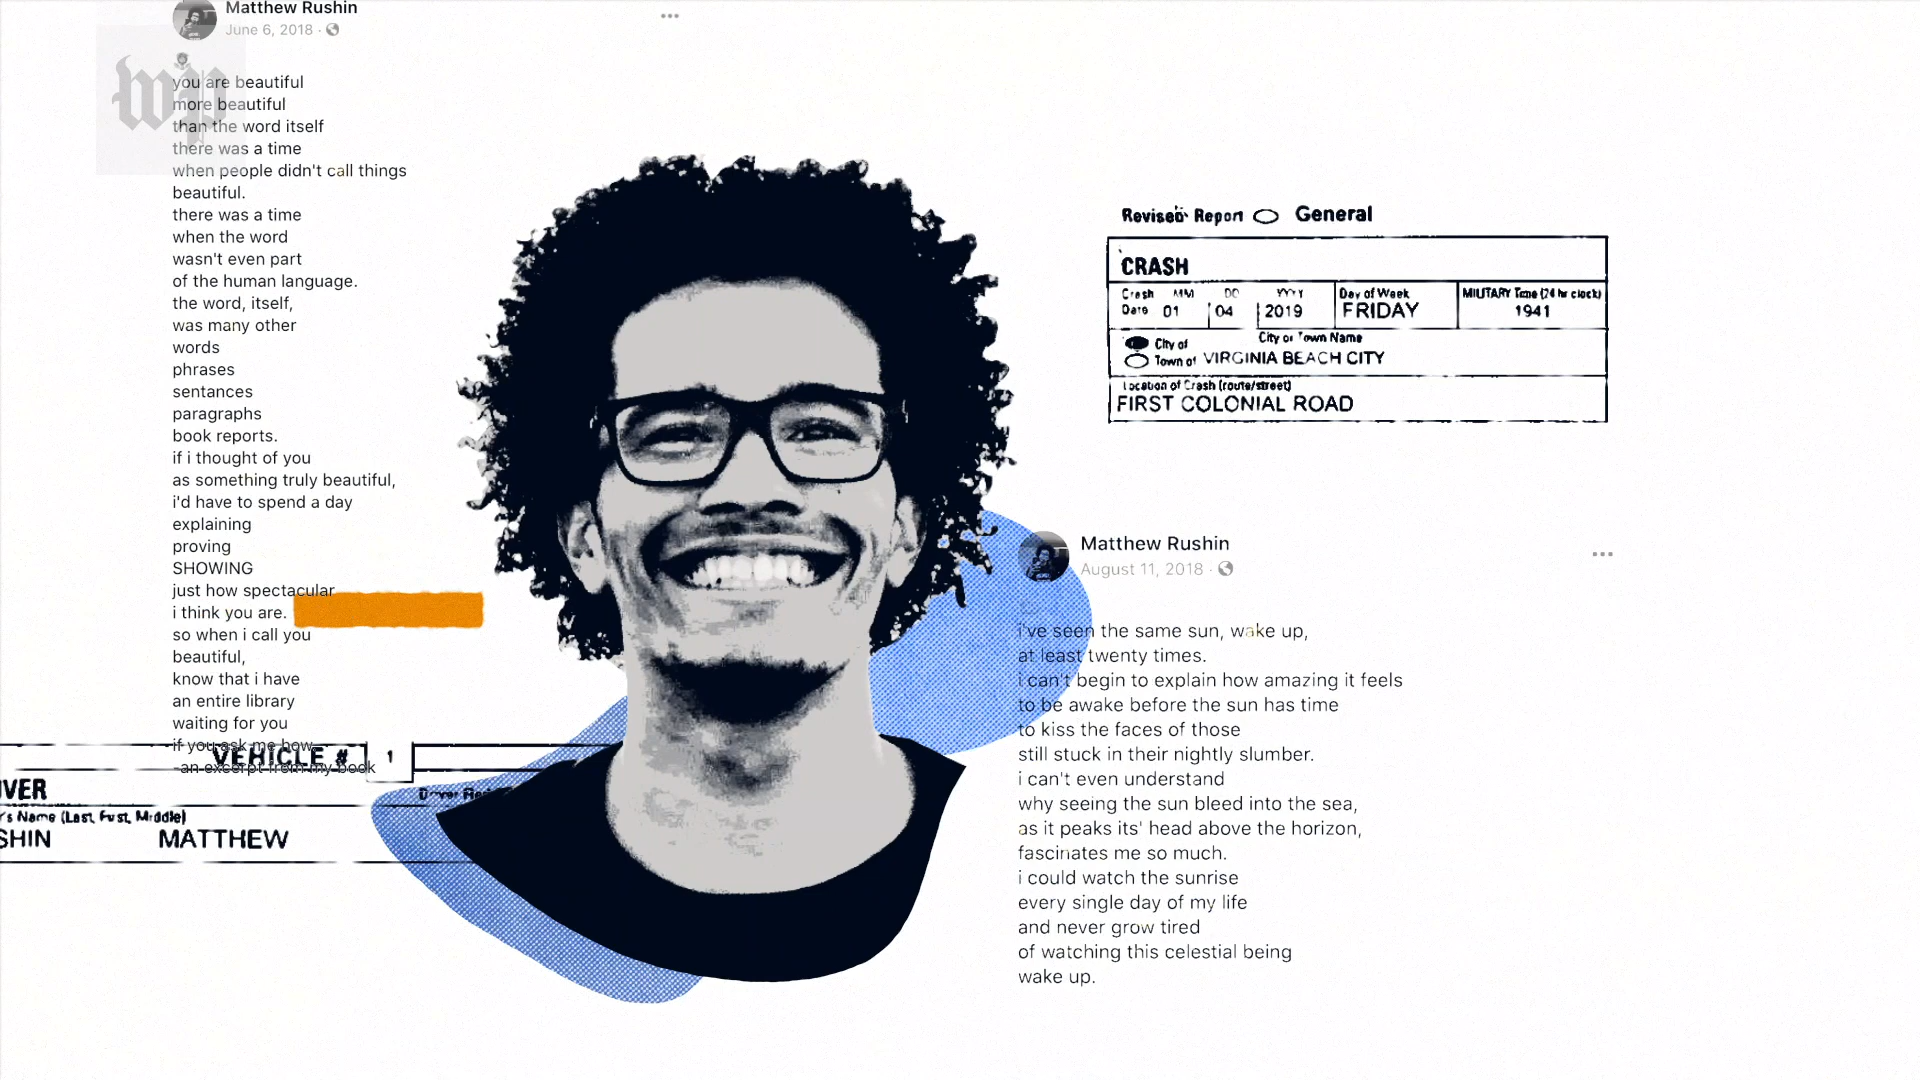 Matthew Rushin
June 6, 2018 ·
wp
you are beautiful
more beautiful
than the word itself
there was a time
when people didn't call things
beautiful.
there was a time
when the word
wasn't even part
of the human language.
the word, itself,
was many other
words
phrases
sentences
paragraphs
book reports.
if i thought of you
as something truly beautiful,
i'd have to spend a day
explaining
proving
SHOWING
just how spectacular
i think you are.
so when i call you
beautiful,
know that i have
an entire library
waiting for you
if you ask me how.
-an excerpt from my book
VEHICLE # 1
VER
's Name (Last, First, Middle)
SHIN MATTHEW
Revised Report General
CRASH
Crash MM DD YYYY Day of Week MILITARY Time (24 hr clock)
Date 01 04 2019 FRIDAY 1941
City of City or Town Name
Town of VIRGINIA BEACH CITY
Location of Crash (route/street)
FIRST COLONIAL ROAD
Matthew Rushin
August 11, 2018 ·
i've seen the same sun, wake up,
at least twenty times.
i can't begin to explain how amazing it feels
to be awake before the sun has time
to kiss the faces of those
still stuck in their nightly slumber.
i can't even understand
why seeing the sun bleed into the sea,
as it peaks its' head above the horizon,
fascinates me so much.
i could watch the sunrise
every single day of my life
and never grow tired
of watching this celestial being
wake up.